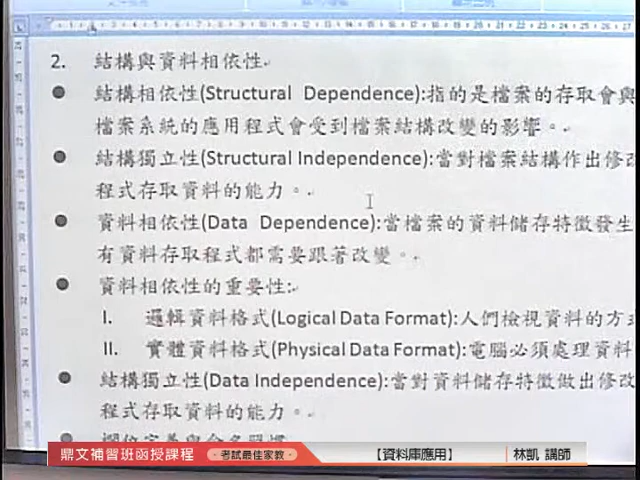 2. 結構與資料相依性
● 結構相依性(Structural Dependence):指的是檔案的存取會與
檔案系統的應用程式會受到檔案結構改變的影響。
● 結構獨立性(Structural Independence):當對檔案結構作出修改
程式存取資料的能力。
● 資料相依性(Data Dependence):當檔案的資料儲存特徵發生
有資料存取程式都需要跟著改變。
● 資料相依性的重要性:
I. 邏輯資料格式(Logical Data Format):人們檢視資料的方式
II. 實體資料格式(Physical Data Format):電腦必須處理資料
● 結構獨立性(Data Independence):當對資料儲存特徵做出修改
程式存取資料的能力。
鼎文補習班函授課程 ·考試最佳家教· 【資料庫應用】 林凱 講師